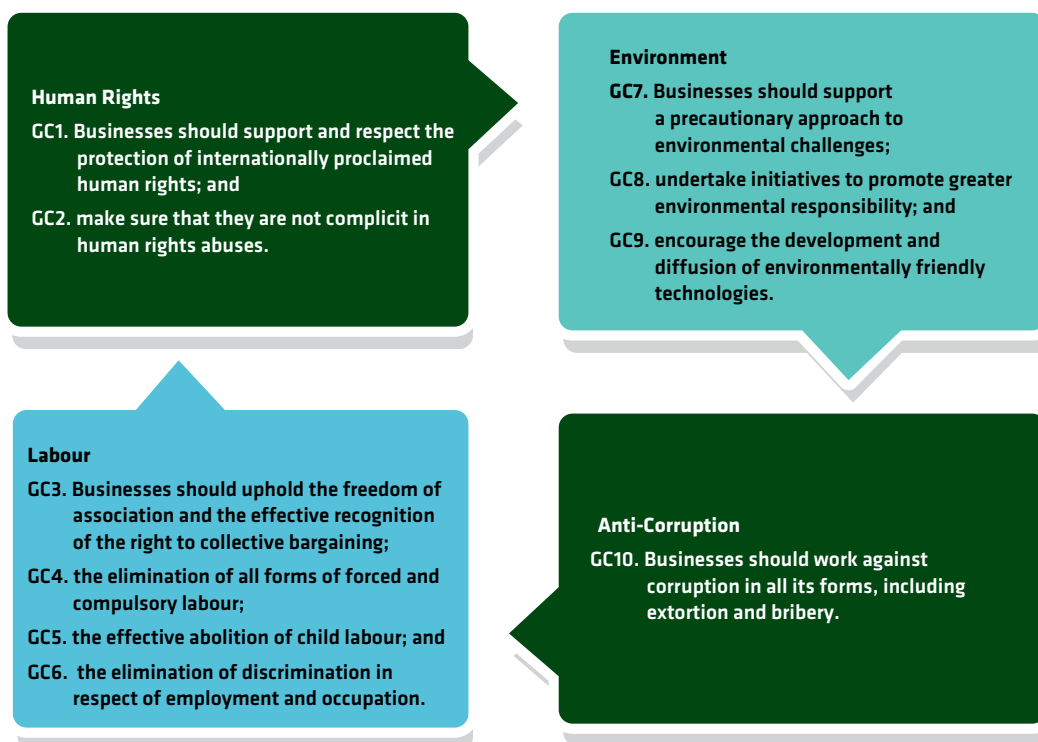 Human Rights
GC1. Businesses should support and respect the
protection of internationally proclaimed
human rights; and
GC2. make sure that they are not complicit in
human rights abuses.
Environment
GC7. Businesses should support
a precautionary approach to
environmental challenges;
GC8. undertake initiatives to promote greater
environmental responsibility; and
GC9. encourage the development and
diffusion of environmentally friendly
technologies.
Labour
GC3. Businesses should uphold the freedom of
association and the effective recognition
of the right to collective bargaining;
GC4. the elimination of all forms of forced and
compulsory labour;
GC5. the effective abolition of child labour; and
GC6. the elimination of discrimination in
respect of employment and occupation.
Anti-Corruption
GC10. Businesses should work against
corruption in all its forms, including
extortion and bribery.